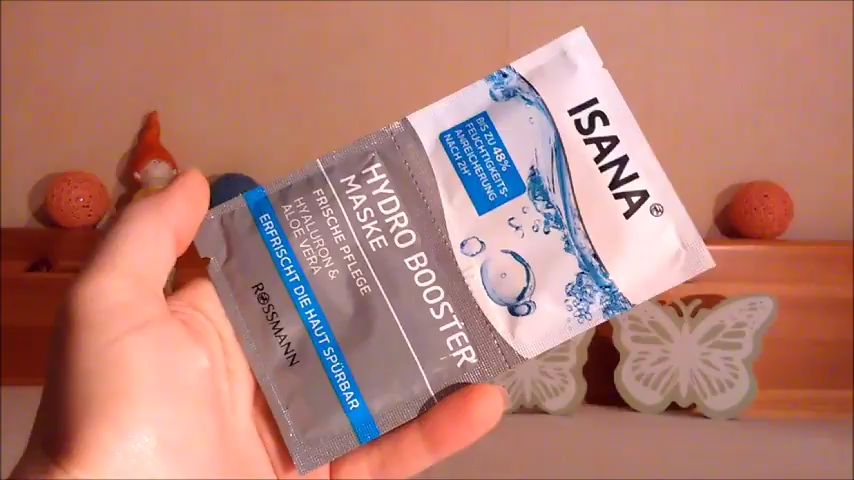 ISANA®
BIS ZU 48%
FEUCHTIGKEITS-
ANREICHERUNG
NACH 2H*
HYDRO BOOSTER
MASKE
FRISCHE PFLEGE
HYALURON &
ALOE VERA
ERFRISCHT DIE HAUT SPÜRBAR
ROSSMANN